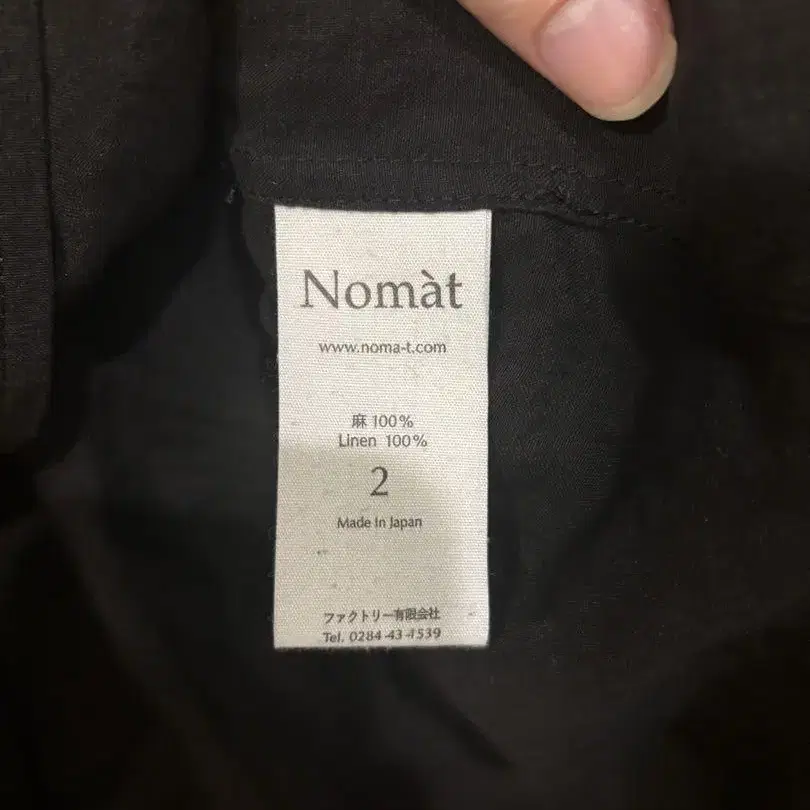 Nomàt
www.noma-t.com
麻 100%
Linen 100%
2
Made in Japan
ファクトリー有限会社
Tel. 0284-43-4539